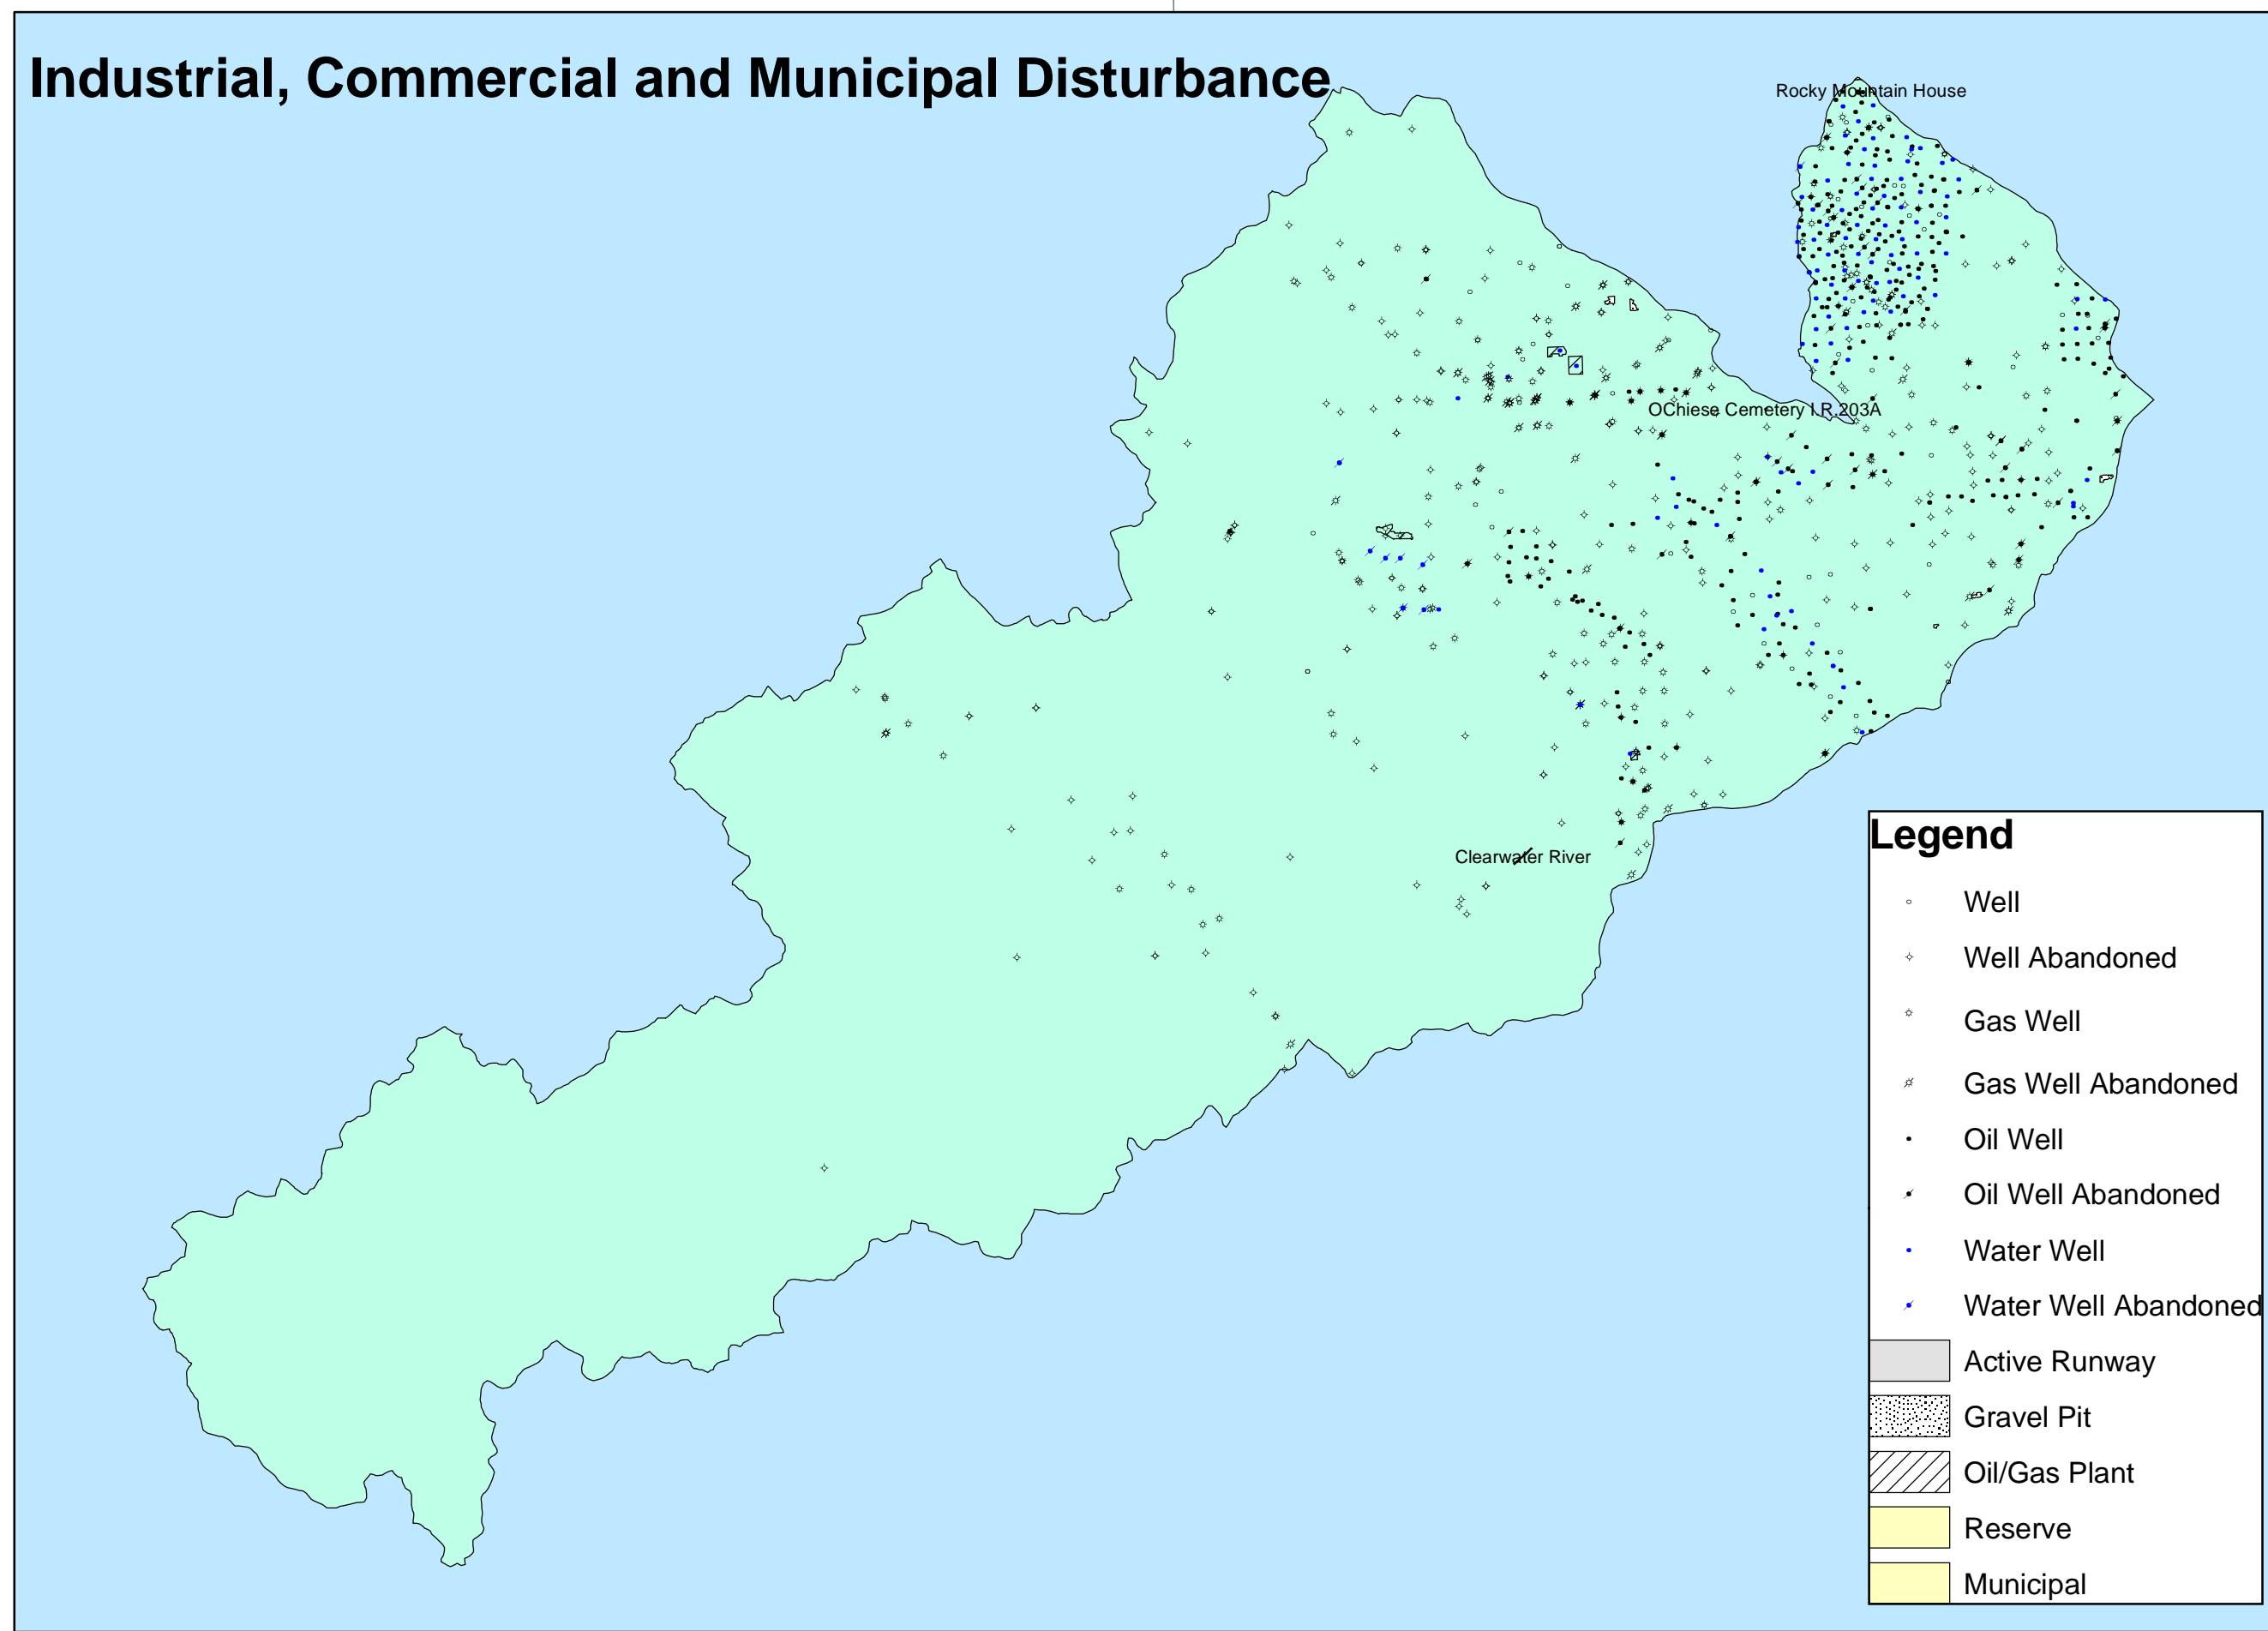 Industrial, Commercial and Municipal Disturbance
Rocky Mountain House
OChiese Cemetery I.R.203A
Clearwater River
Legend
Well
Well Abandoned
Gas Well
Gas Well Abandoned
Oil Well
Oil Well Abandoned
Water Well
Water Well Abandoned
Active Runway
Gravel Pit
Oil/Gas Plant
Reserve
Municipal